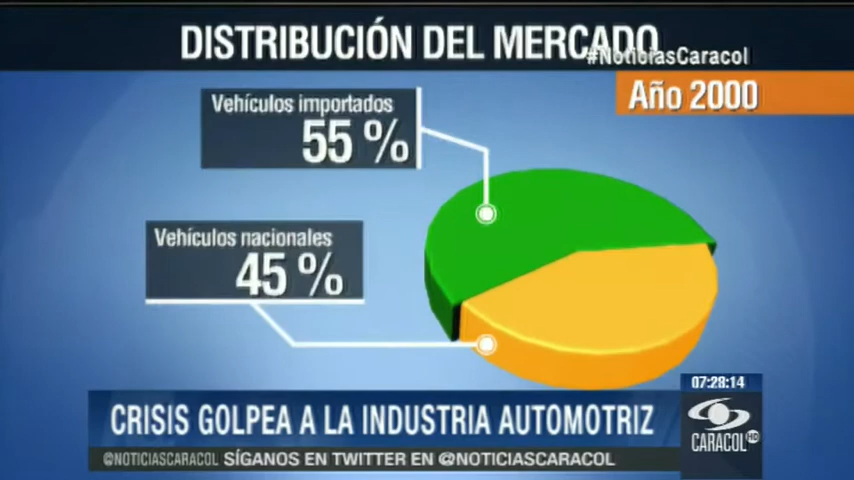 DISTRIBUCIÓN DEL MERCADO
#NoticiasCaracol
Año 2000
Vehículos importados
55 %
Vehículos nacionales
45 %
07:28:14
CRISIS GOLPEA A LA INDUSTRIA AUTOMOTRIZ
CARACOL HD
@NOTICIASCARACOL SÍGANOS EN TWITTER EN @NOTICIASCARACOL